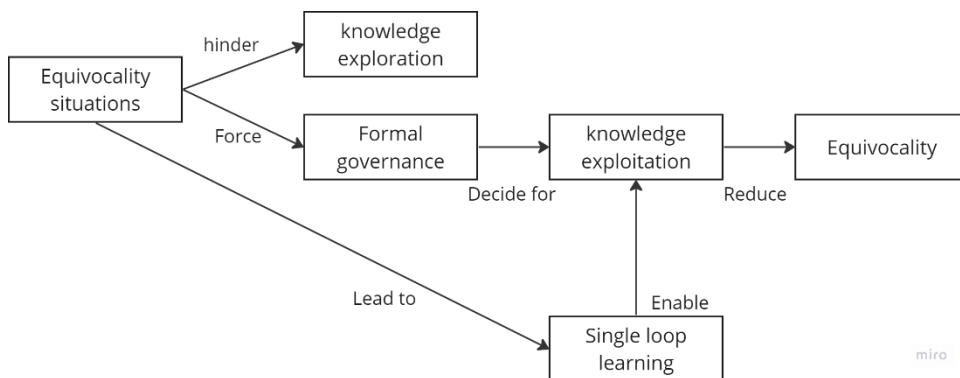 hinder
knowledge
exploration
Equivocality
situations
Force
Formal
governance
Decide for
knowledge
exploitation
Reduce
Equivocality
Lead to
Enable
Single loop
learning
miro